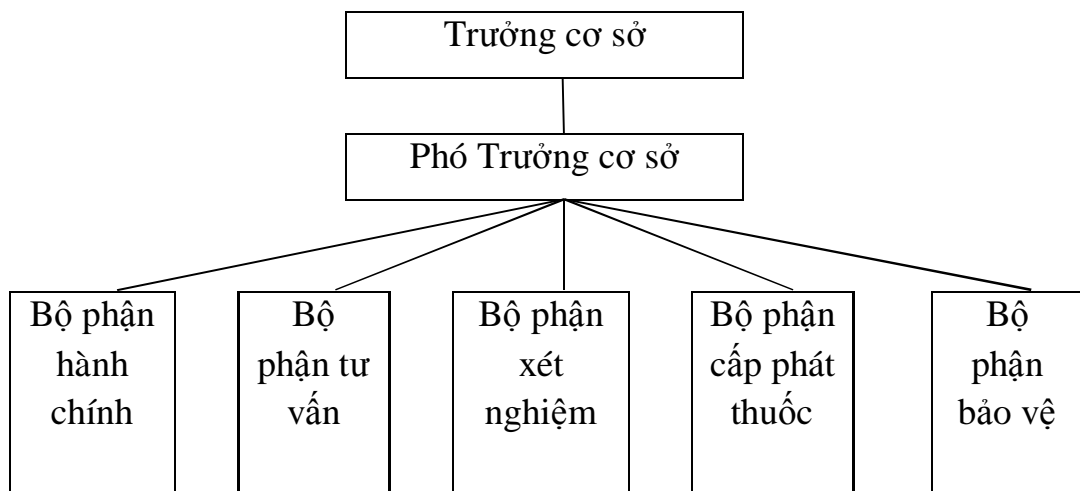 Trưởng cơ sở
Phó Trưởng cơ sở
Bộ phận
hành
chính
Bộ
phận tư
vấn
Bộ phận
xét
nghiệm
Bộ phận
cấp phát
thuốc
Bộ
phận
bảo vệ